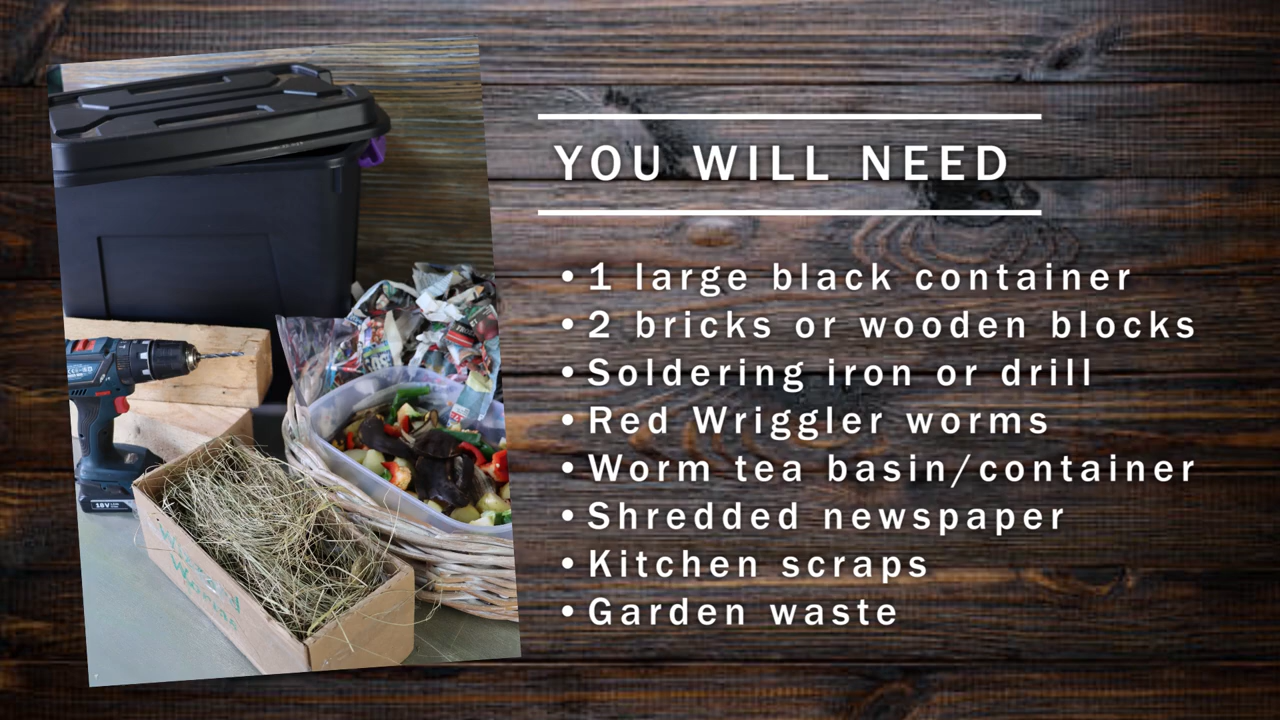 YOU WILL NEED
• 1 large black container
• 2 bricks or wooden blocks
• Soldering iron or drill
• Red Wriggler worms
• Worm tea basin/container
• Shredded newspaper
• Kitchen scraps
• Garden waste
18V